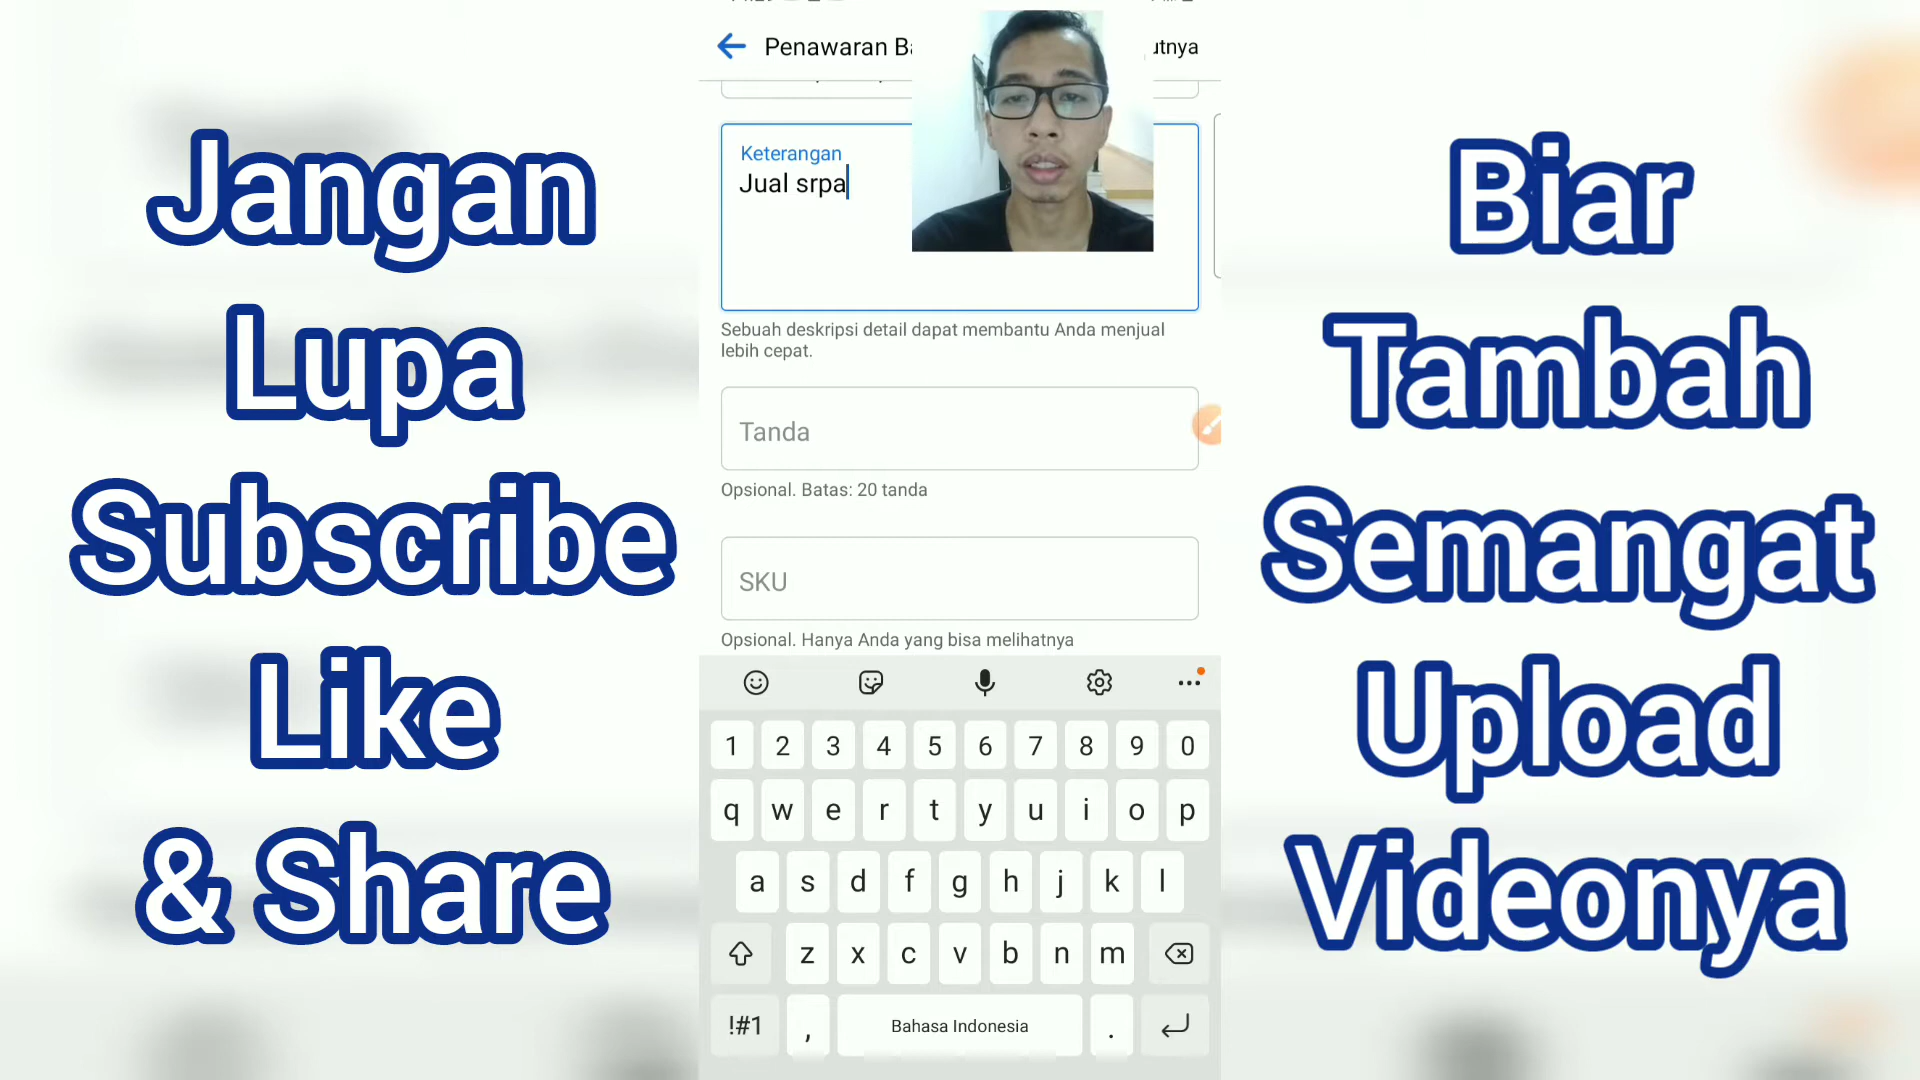 Jangan
Lupa
Subscribe
Like
& Share
Penawaran Ba
utnya
Keterangan
Jual srpa
Sebuah deskripsi detail dapat membantu Anda menjual
lebih cepat.
Tanda
Opsional. Batas: 20 tanda
SKU
Opsional. Hanya Anda yang bisa melihatnya
1 2 3 4 5 6 7 8 9 0
q w e r t y u i o p
a s d f g h j k l
z x c v b n m
!#1 , Bahasa Indonesia .
Biar
Tambah
Semangat
Upload
Videonya